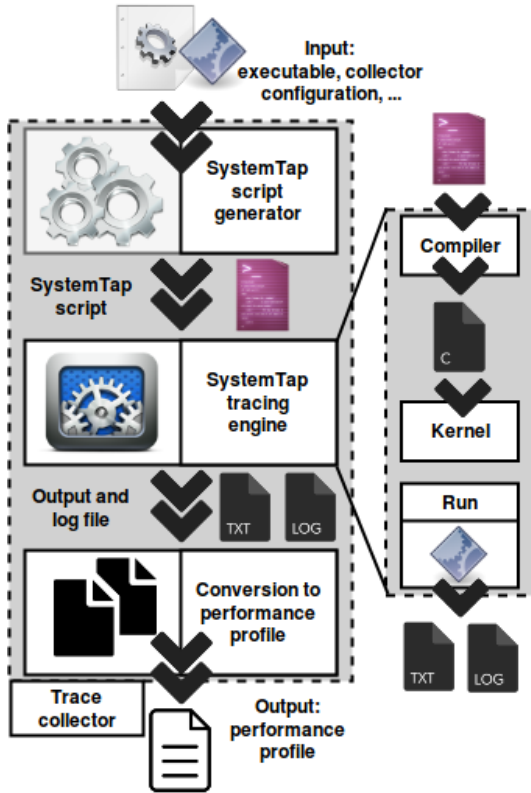 Input:
executable, collector
configuration, ...
SystemTap
script
generator
SystemTap
script
>_
SystemTap
tracing
engine
Output and
log file
TXT
LOG
Conversion to
performance
profile
Trace
collector
Output:
performance
profile
>_
Compiler
C
Kernel
Run
TXT
LOG